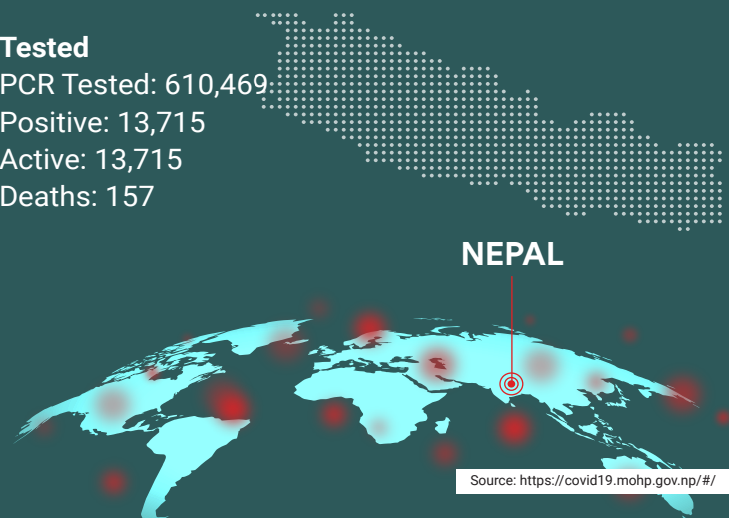 Tested
PCR Tested: 610,469
Positive: 13,715
Active: 13,715
Deaths: 157
NEPAL
Source: https://covid19.mohp.gov.np/#/